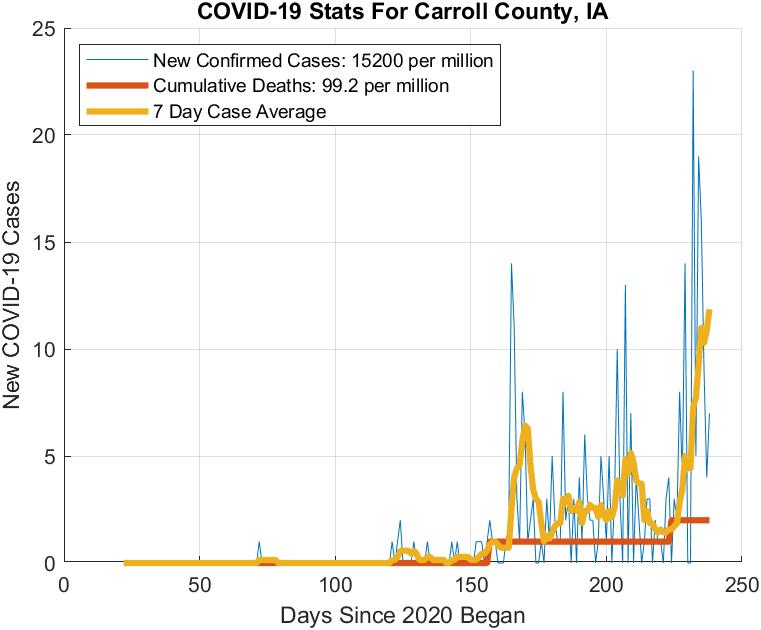 COVID-19 Stats For Carroll County, IA
New Confirmed Cases: 15200 per million
Cumulative Deaths: 99.2 per million
7 Day Case Average
New COVID-19 Cases
25
20
15
10
5
0
0 50 100 150 200 250
Days Since 2020 Began